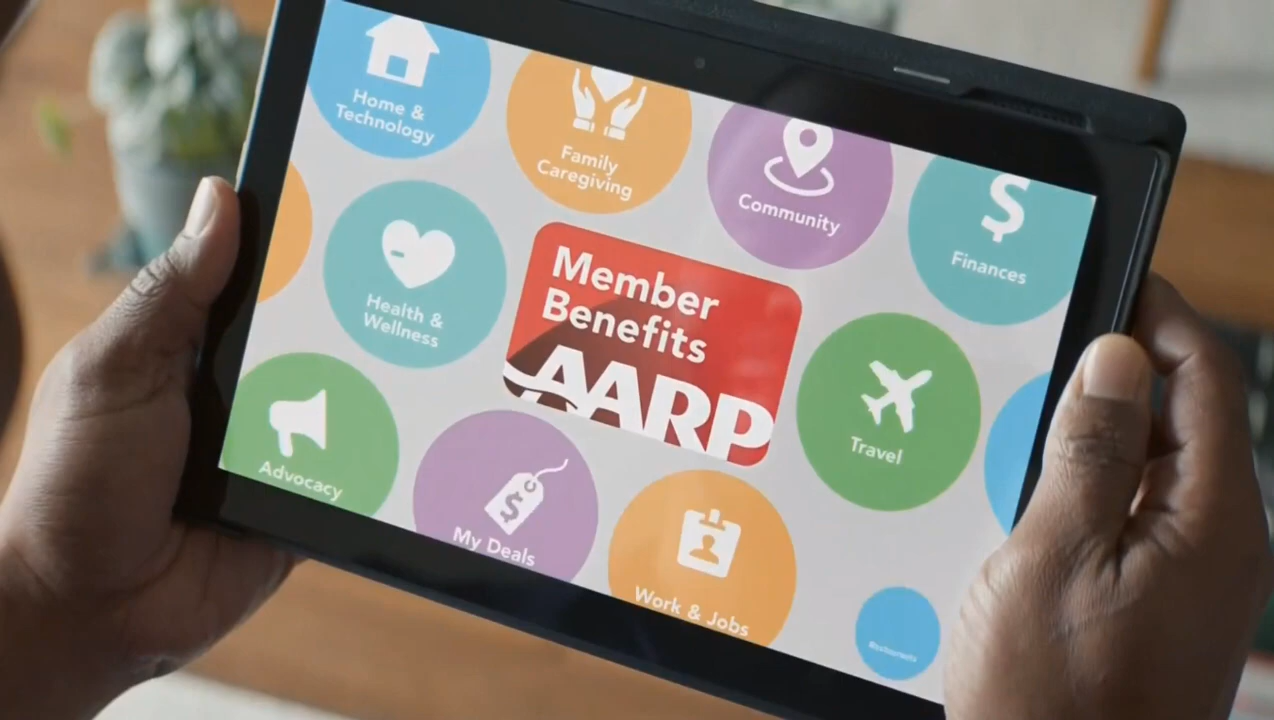 Home &
Technology
Family
Caregiving
Community
Finances
Health &
Wellness
Member
Benefits
AARP
Travel
Advocacy
My Deals
Work & Jobs